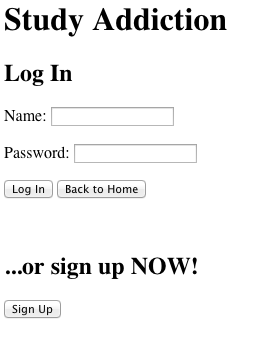 Study Addiction
Log In
Name:
Password:
Log In Back to Home
...or sign up NOW!
Sign Up